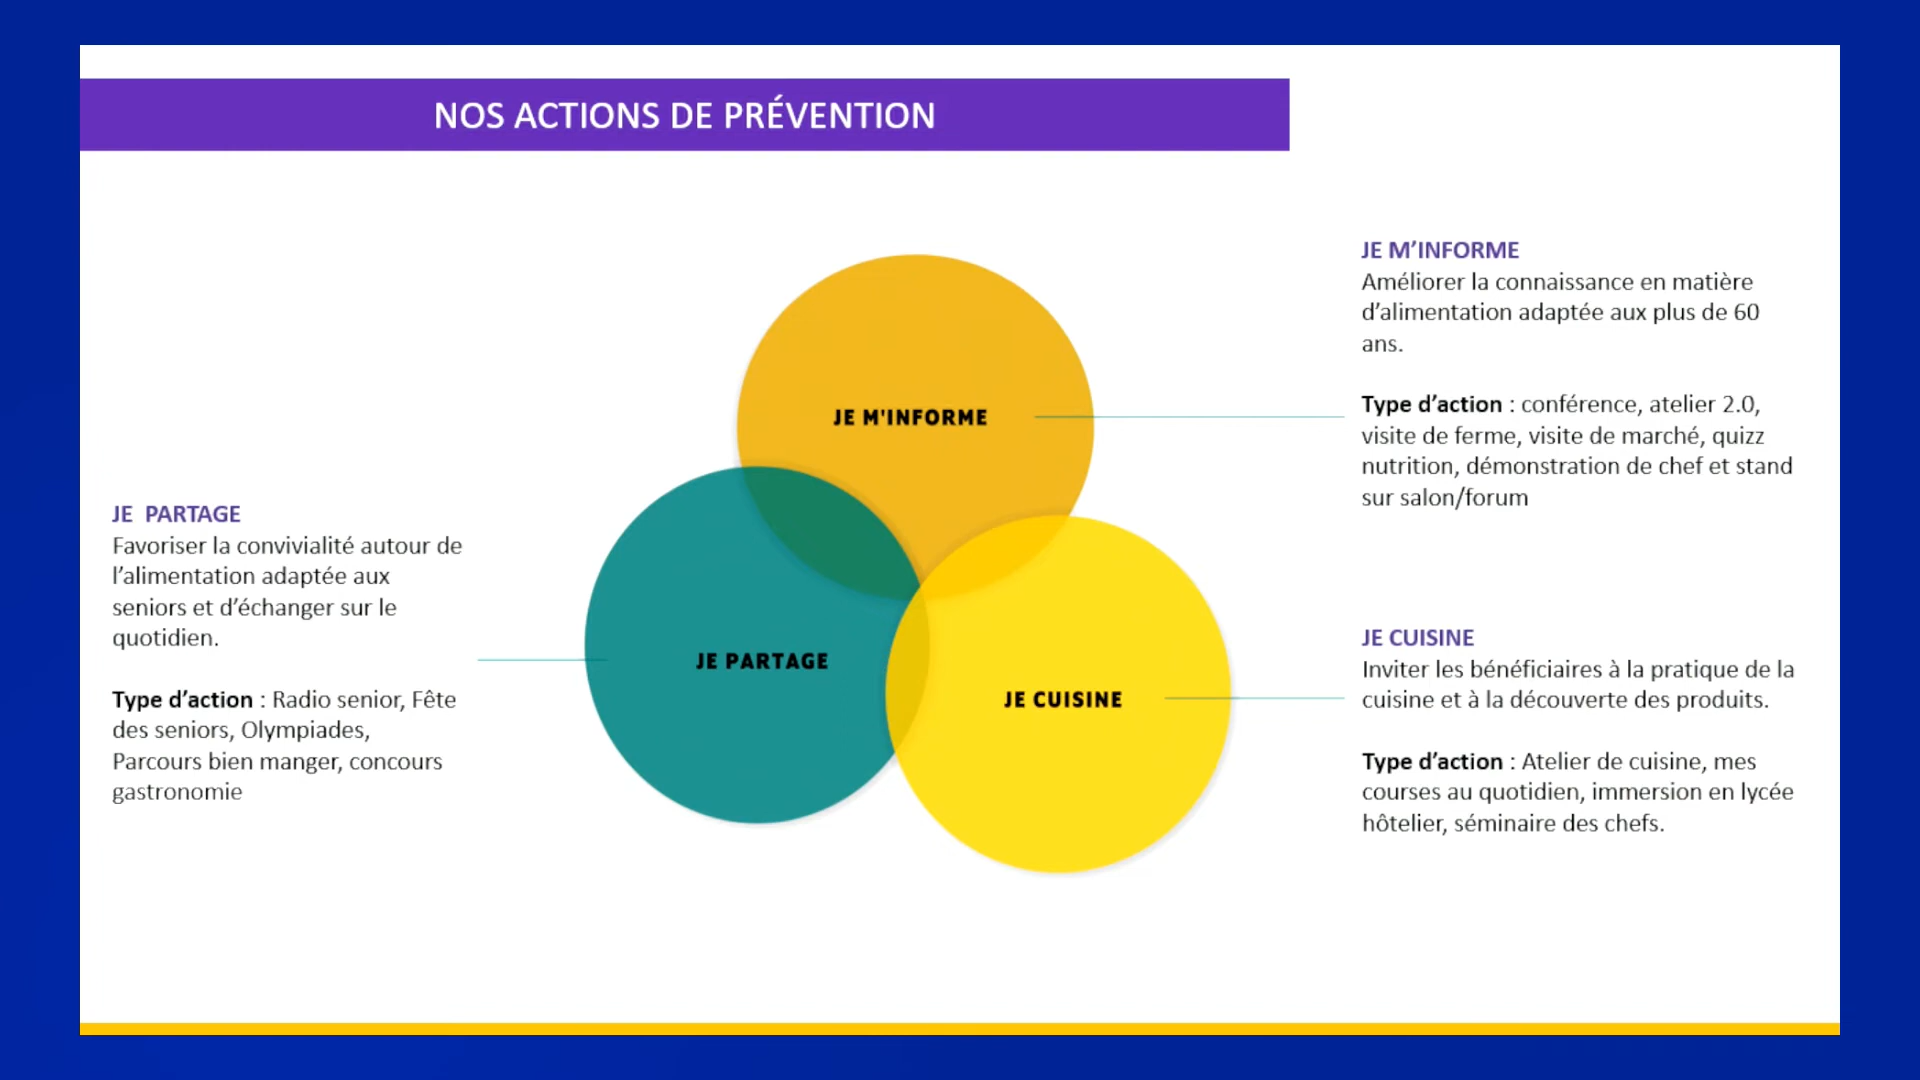 NOS ACTIONS DE PRÉVENTION
JE M'INFORME
JE PARTAGE
JE CUISINE
JE PARTAGE
Favoriser la convivialité autour de
l’alimentation adaptée aux
seniors et d’échanger sur le
quotidien.
Type d’action : Radio senior, Fête
des seniors, Olympiades,
Parcours bien manger, concours
gastronomie
JE M’INFORME
Améliorer la connaissance en matière
d’alimentation adaptée aux plus de 60
ans.
Type d’action : conférence, atelier 2.0,
visite de ferme, visite de marché, quizz
nutrition, démonstration de chef et stand
sur salon/forum
JE CUISINE
Inviter les bénéficiaires à la pratique de la
cuisine et à la découverte des produits.
Type d’action : Atelier de cuisine, mes
courses au quotidien, immersion en lycée
hôtelier, séminaire des chefs.